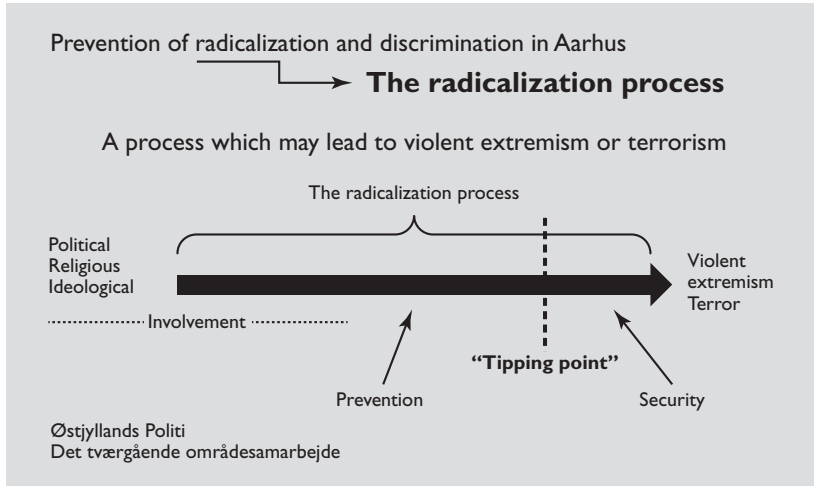 Prevention of radicalization and discrimination in Aarhus
The radicalization process
A process which may lead to violent extremism or terrorism
The radicalization process
Political
Religious
Ideological
Violent
extremism
Terror
Involvement
“Tipping point”
Prevention
Security
Østjyllands Politi
Det tværgående områdesamarbejde